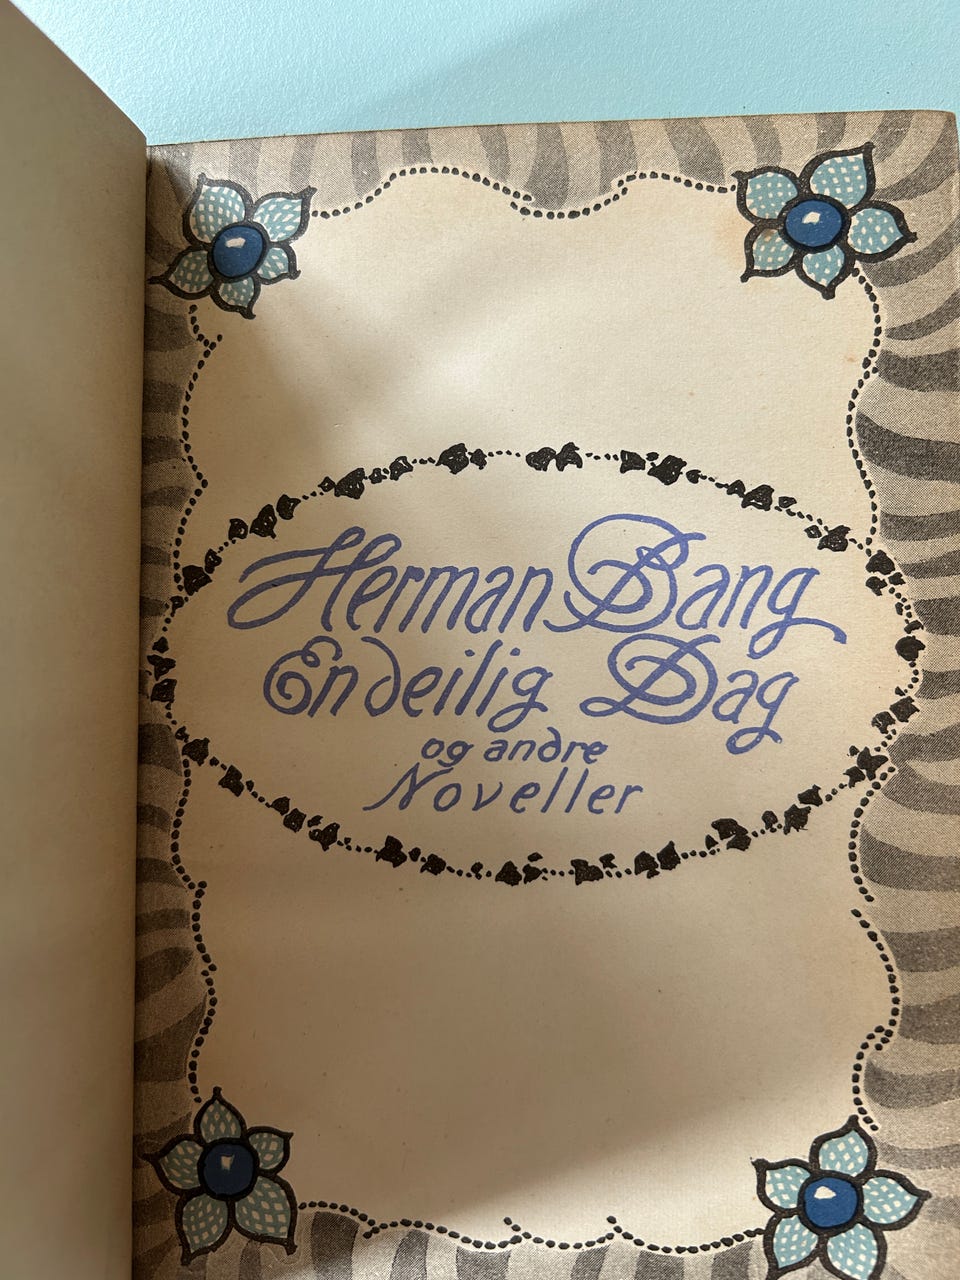 Herman Bang
En deilig Dag
og andre
Noveller